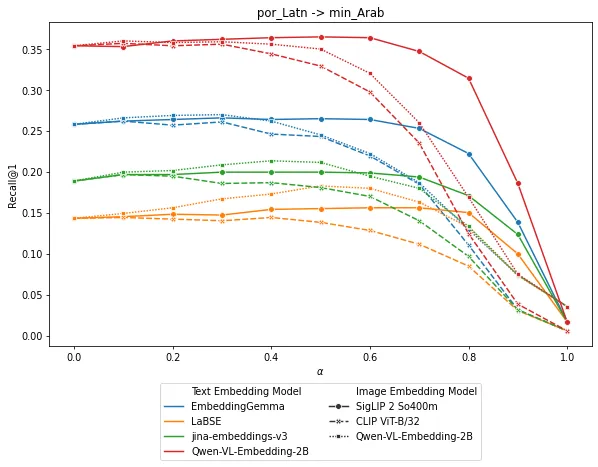 por_Latn -> min_Arab
Recall@1
0.35
0.30
0.25
0.20
0.15
0.10
0.05
0.00
0.0 0.2 0.4 0.6 0.8 1.0
α
Text Embedding Model Image Embedding Model
EmbeddingGemma SigLIP 2 So400m
LaBSE CLIP ViT-B/32
jina-embeddings-v3 Qwen-VL-Embedding-2B
Qwen-VL-Embedding-2B